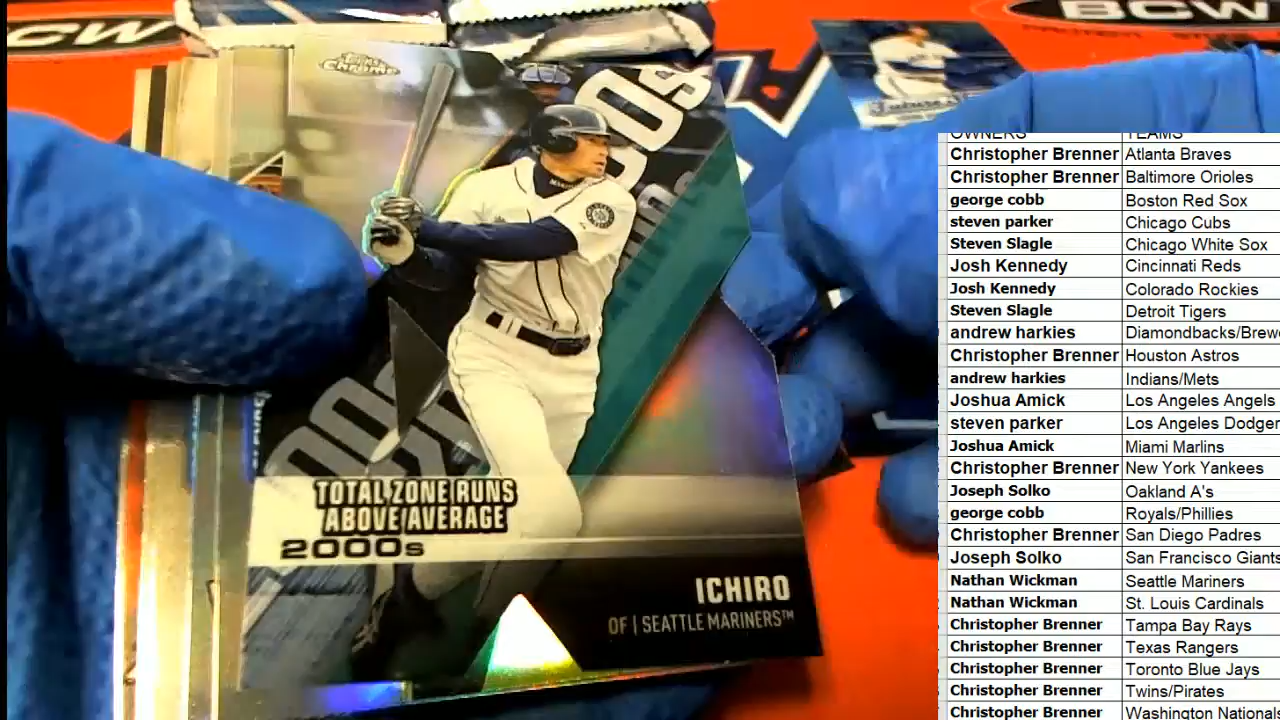 BCW
BCW
Topps
Chrome
TOTAL ZONE RUNS
ABOVE AVERAGE
2000s
ICHIRO
OF | SEATTLE MARINERS™
OWNERS TEAMS
Christopher Brenner Atlanta Braves
Christopher Brenner Baltimore Orioles
george cobb Boston Red Sox
steven parker Chicago Cubs
Steven Slagle Chicago White Sox
Josh Kennedy Cincinnati Reds
Josh Kennedy Colorado Rockies
Steven Slagle Detroit Tigers
andrew harkies Diamondbacks/Brewe
Christopher Brenner Houston Astros
andrew harkies Indians/Mets
Joshua Amick Los Angeles Angels
steven parker Los Angeles Dodger
Joshua Amick Miami Marlins
Christopher Brenner New York Yankees
Joseph Solko Oakland A's
george cobb Royals/Phillies
Christopher Brenner San Diego Padres
Joseph Solko San Francisco Giants
Nathan Wickman Seattle Mariners
Nathan Wickman St. Louis Cardinals
Christopher Brenner Tampa Bay Rays
Christopher Brenner Texas Rangers
Christopher Brenner Toronto Blue Jays
Christopher Brenner Twins/Pirates
Christopher Brenner Washington Nationals